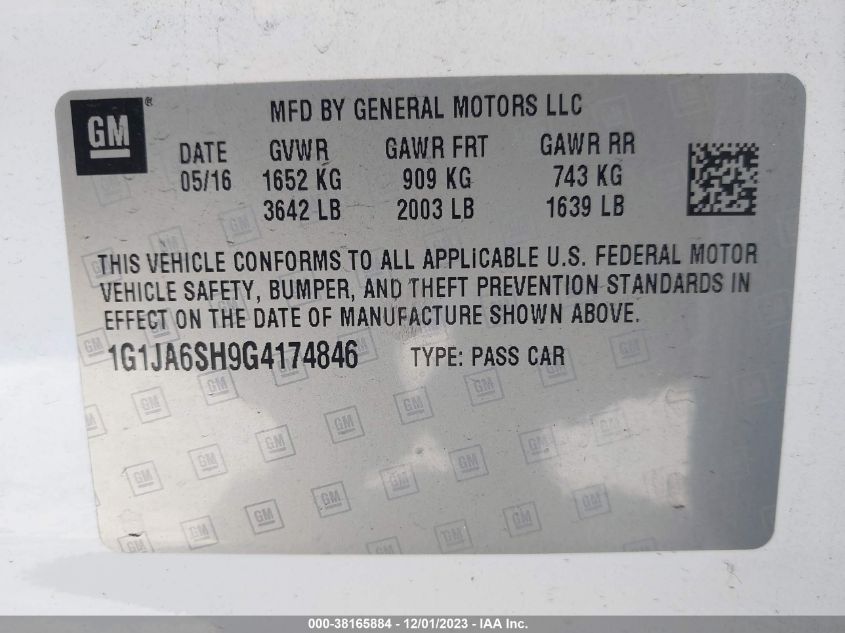 GM® MFD BY GENERAL MOTORS LLC
DATE GVWR GAWR FRT GAWR RR
05/16 1652 KG 909 KG 743 KG
3642 LB 2003 LB 1639 LB
THIS VEHICLE CONFORMS TO ALL APPLICABLE U.S. FEDERAL MOTOR
VEHICLE SAFETY, BUMPER, AND THEFT PREVENTION STANDARDS IN
EFFECT ON THE DATE OF MANUFACTURE SHOWN ABOVE.
1G1JA6SH9G4174846 TYPE: PASS CAR
000-38165884 - 12/01/2023 - IAA Inc.